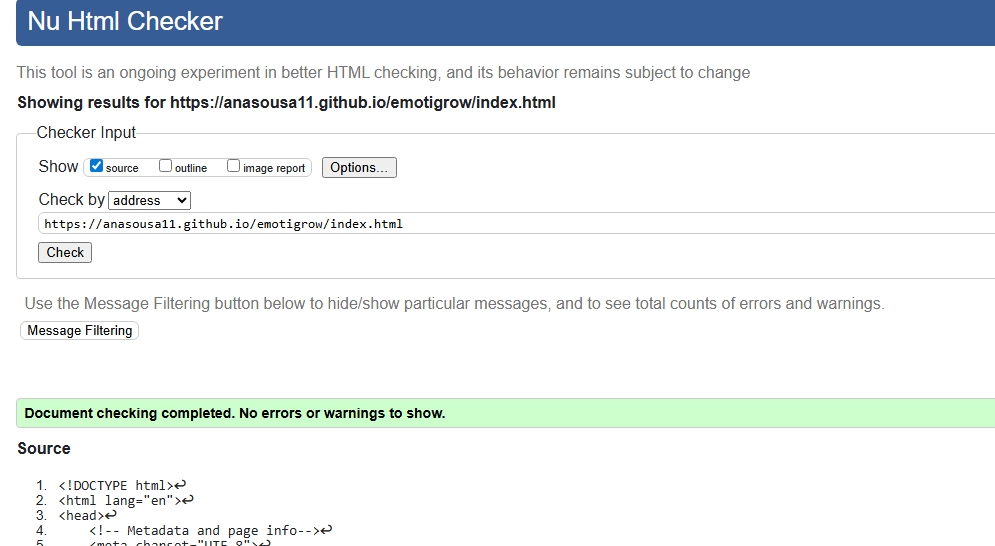 Nu Html Checker
This tool is an ongoing experiment in better HTML checking, and its behavior remains subject to change
Showing results for https://anasousa11.github.io/emotigrow/index.html
Checker Input
Show source outline image report Options...
Check by address
https://anasousa11.github.io/emotigrow/index.html
Check
Use the Message Filtering button below to hide/show particular messages, and to see total counts of errors and warnings.
Message Filtering
Document checking completed. No errors or warnings to show.
Source
1. <!DOCTYPE html>↩
2. <html lang="en">↩
3. <head>↩
4. <!-- Metadata and page info-->↩
5. <meta charset="UTF-8">↩